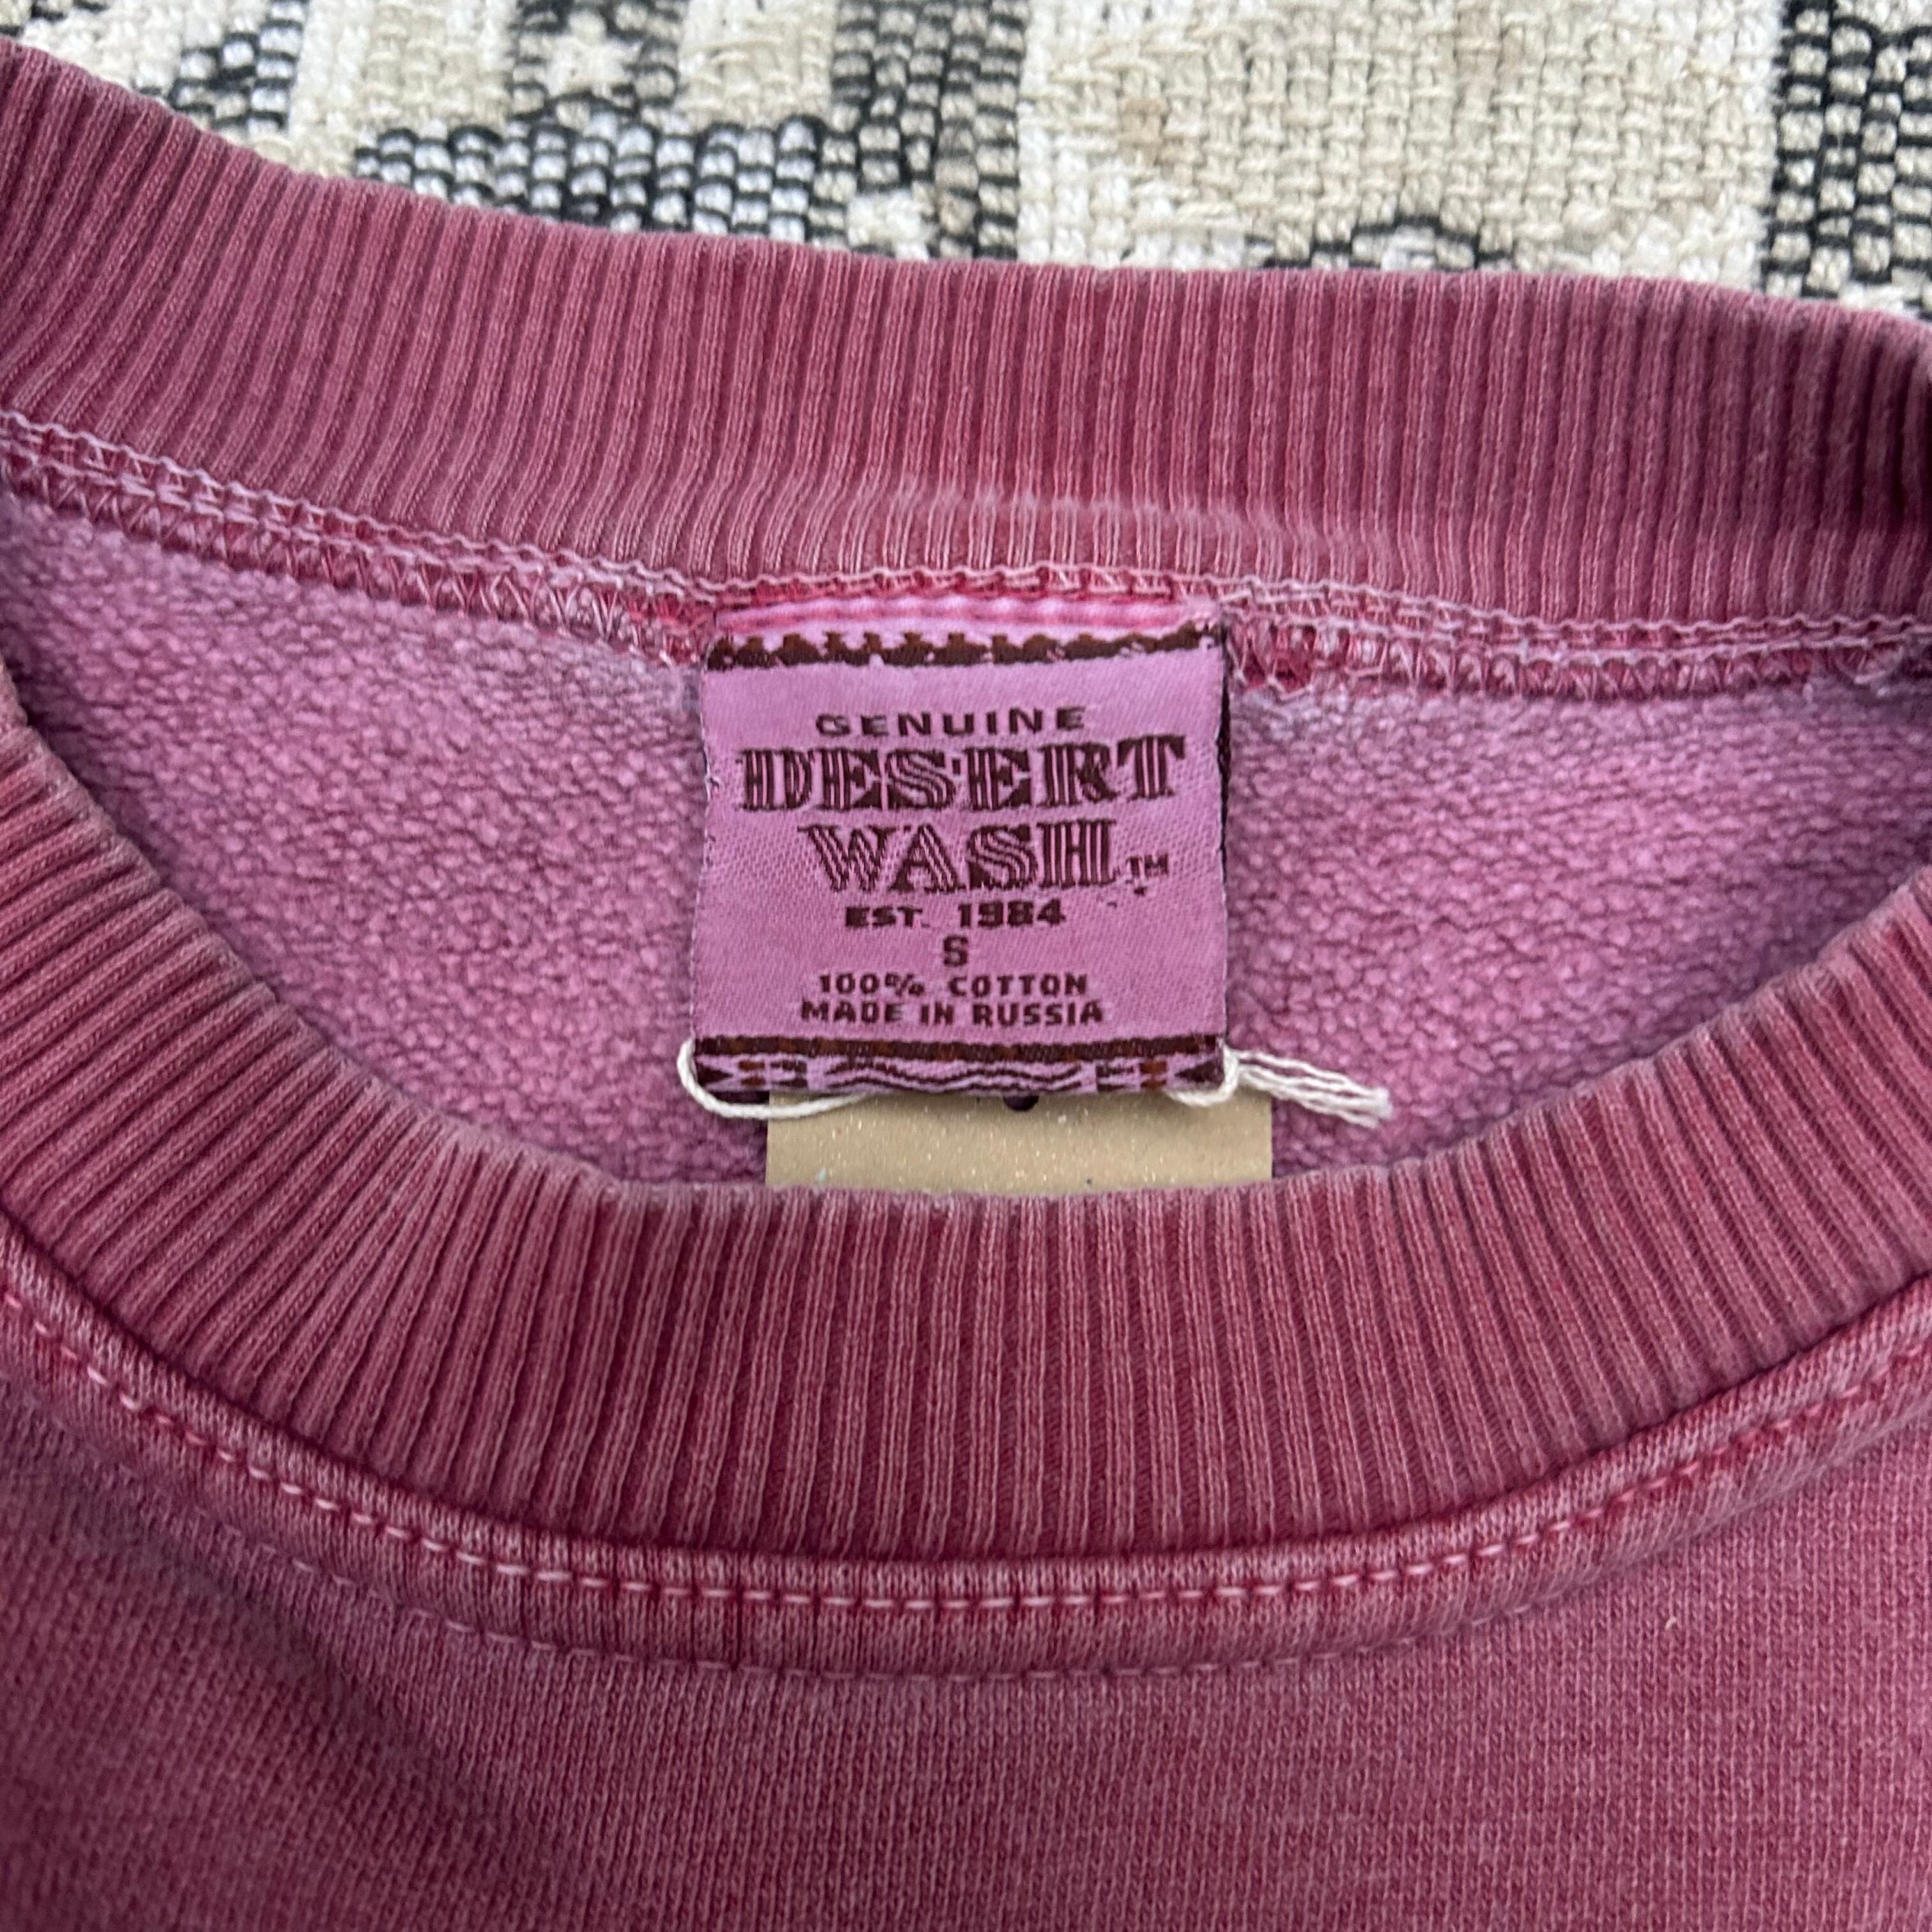 GENUINE
DESERT
WASH™
EST. 1984
S
100% COTTON
MADE IN RUSSIA